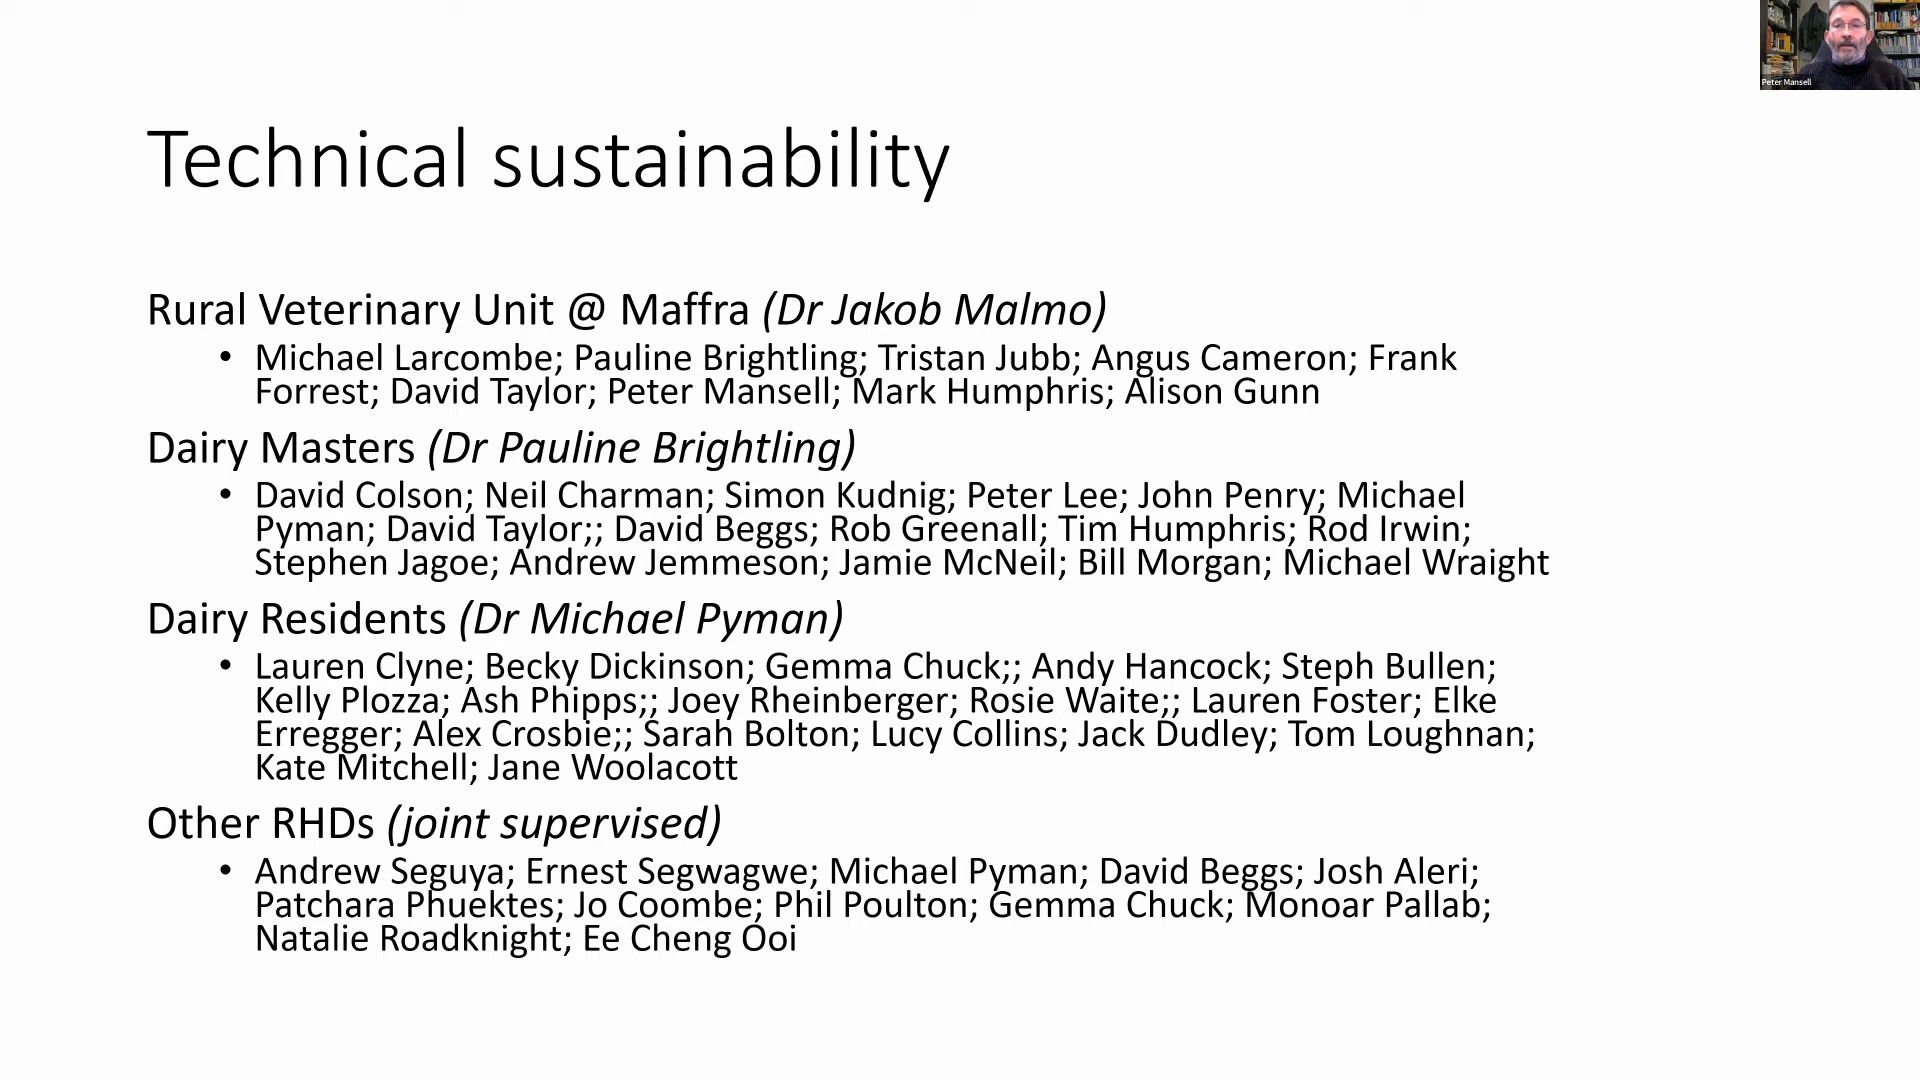 Peter Mansell
Technical sustainability
Rural Veterinary Unit @ Maffra (Dr Jakob Malmo)
• Michael Larcombe; Pauline Brightling; Tristan Jubb; Angus Cameron; Frank
Forrest; David Taylor; Peter Mansell; Mark Humphris; Alison Gunn
Dairy Masters (Dr Pauline Brightling)
• David Colson; Neil Charman; Simon Kudnig; Peter Lee; John Penry; Michael
Pyman; David Taylor;; David Beggs; Rob Greenall; Tim Humphris; Rod Irwin;
Stephen Jagoe; Andrew Jemmeson; Jamie McNeil; Bill Morgan; Michael Wraight
Dairy Residents (Dr Michael Pyman)
• Lauren Clyne; Becky Dickinson; Gemma Chuck;; Andy Hancock; Steph Bullen;
Kelly Plozza; Ash Phipps;; Joey Rheinberger; Rosie Waite;; Lauren Foster; Elke
Erregger; Alex Crosbie;; Sarah Bolton; Lucy Collins; Jack Dudley; Tom Loughnan;
Kate Mitchell; Jane Woolacott
Other RHDs (joint supervised)
• Andrew Seguya; Ernest Segwagwe; Michael Pyman; David Beggs; Josh Aleri;
Patchara Phuektes; Jo Coombe; Phil Poulton; Gemma Chuck; Monoar Pallab;
Natalie Roadknight; Ee Cheng Ooi